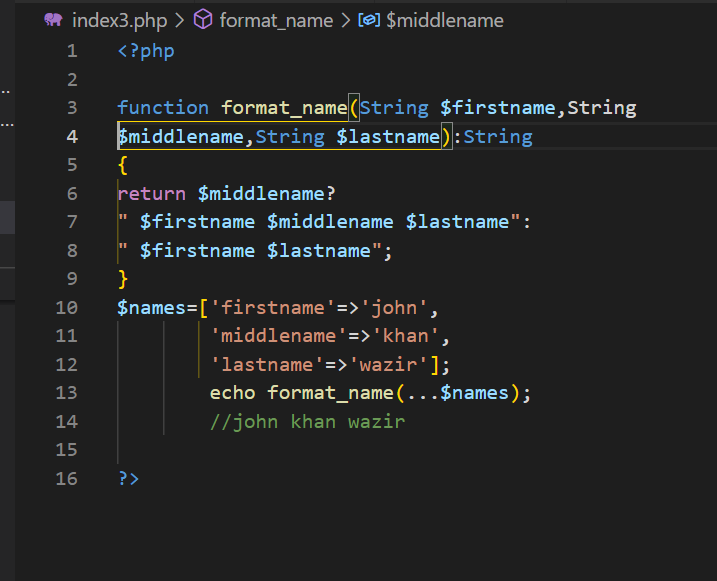 index3.php > format_name > $middlename
1 <?php
2
3 function format_name(String $firstname,String
4 $middlename,String $lastname):String
5 {
6 return $middlename?
7 " $firstname $middlename $lastname":
8 " $firstname $lastname";
9 }
10 $names=['firstname'=>'john',
11 'middlename'=>'khan',
12 'lastname'=>'wazir'];
13 echo format_name(...$names);
14 //john khan wazir
15
16 ?>